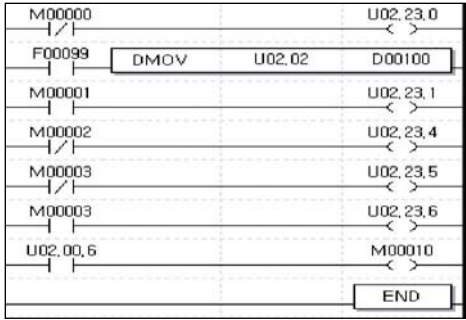 M00000 U02,23,0
F00099 DMOV U02,02 D00100
M00001 U02,23,1
M00002 U02,23,4
M00003 U02,23,5
M00003 U02,23,6
U02,00,6 M00010
END